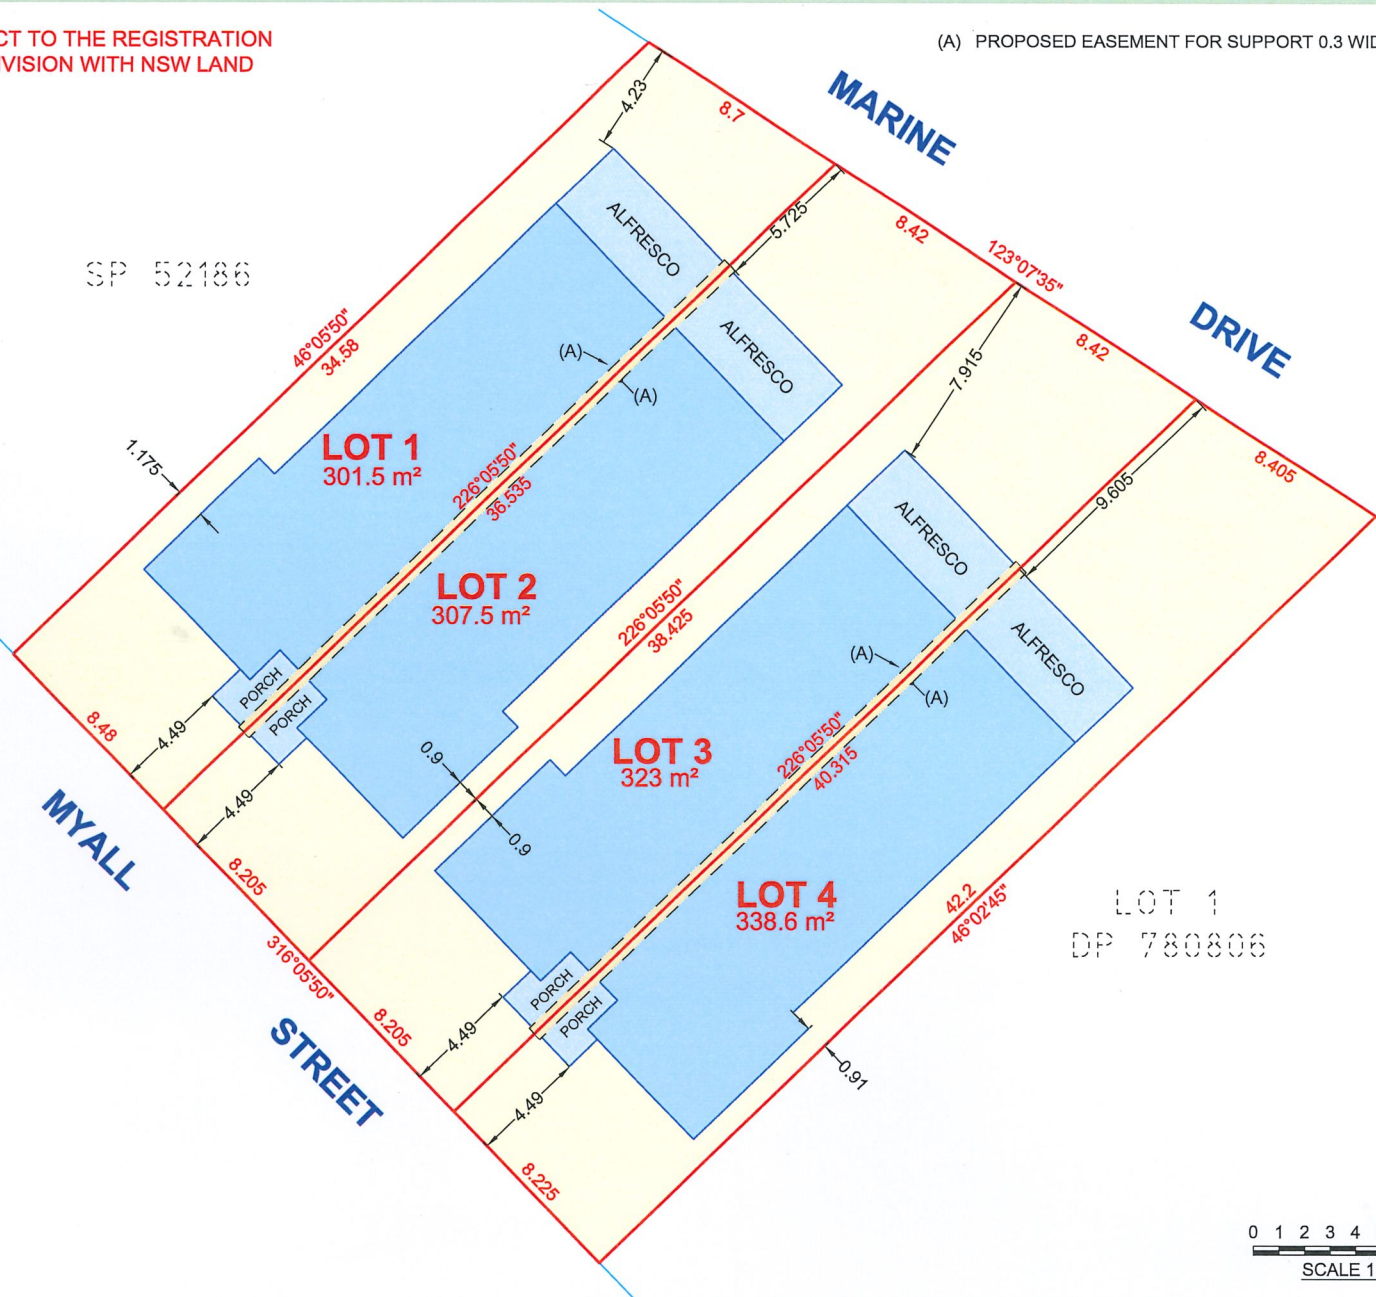 CT TO THE REGISTRATION
VISION WITH NSW LAND
(A) PROPOSED EASEMENT FOR SUPPORT 0.3 WID
MARINE
DRIVE
4.23
8.7
8.42
123°07'35"
8.42
8.405
ALFRESCO
5.725
ALFRESCO
7.915
9.605
SP 52186
46°05'50"
34.58
(A)
(A)
1.175
LOT 1
301.5 m²
226°05'50"
36.535
LOT 2
307.5 m²
226°05'50"
38.425
ALFRESCO
ALFRESCO
(A)
(A)
PORCH
PORCH
8.48
4.49
4.49
0.9
0.9
LOT 3
323 m²
226°05'50"
40.315
LOT 4
338.6 m²
42.2
46°02'45"
LOT 1
DP 780806
MYALL
STREET
8.205
316°05'50"
8.205
PORCH
PORCH
4.49
4.49
0.91
8.225
0 1 2 3 4
SCALE 1